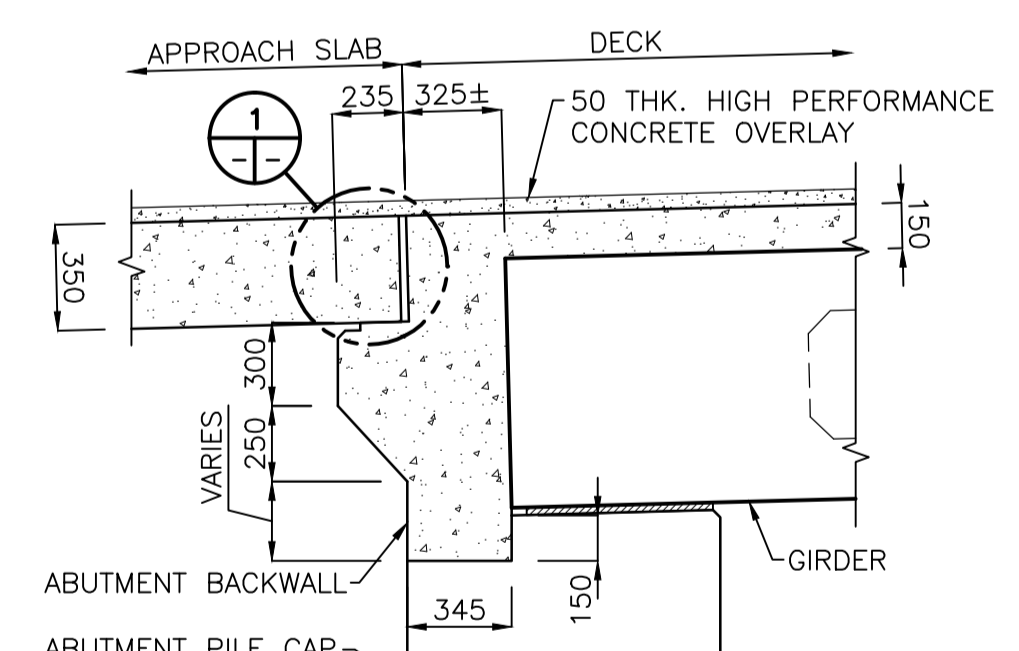 APPROACH SLAB
DECK
235
325±
50 THK. HIGH PERFORMANCE
CONCRETE OVERLAY
1
--
150
350
300
250
VARIES
GIRDER
ABUTMENT BACKWALL
150
345
ABUTMENT PILE CAP